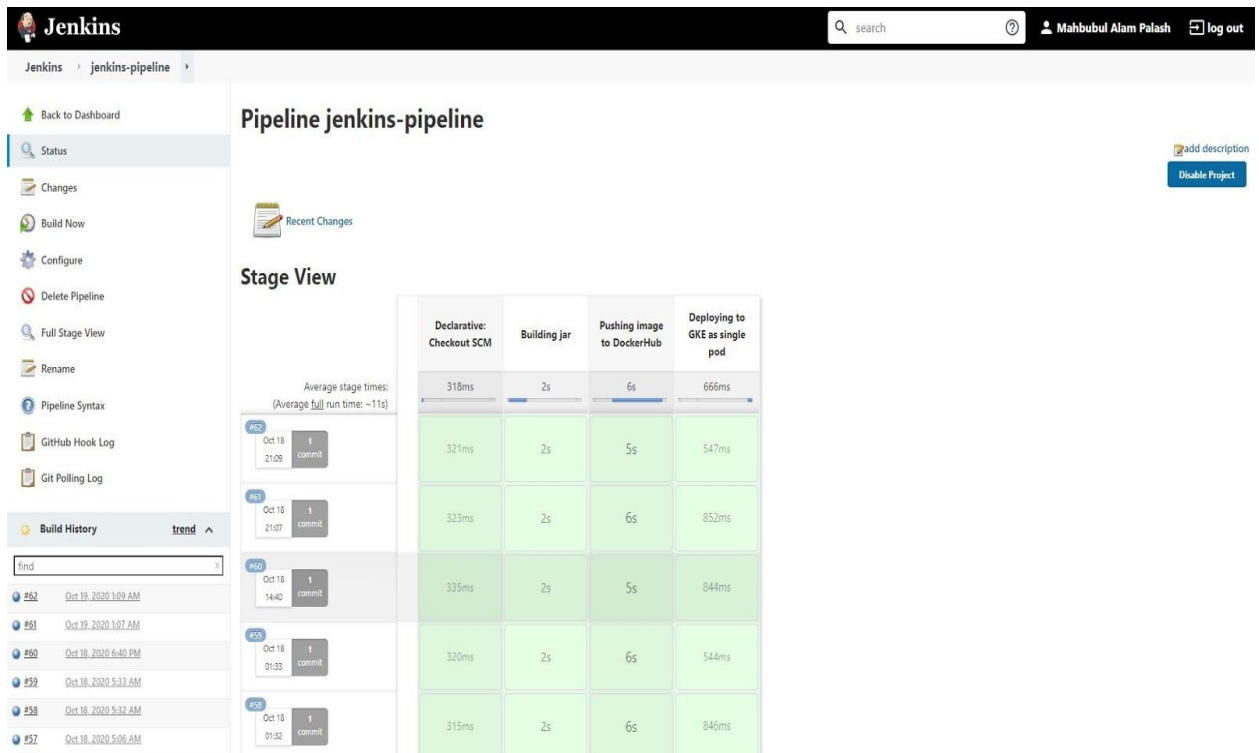 Jenkins
search
Mahbubul Alam Palash
log out
Jenkins
jenkins-pipeline
Back to Dashboard
Status
Changes
Build Now
Configure
Delete Pipeline
Full Stage View
Rename
Pipeline Syntax
GitHub Hook Log
Git Polling Log
Build History
trend
find
x
#62 Oct 19, 2020 1:09 AM
#61 Oct 19, 2020 1:07 AM
#60 Oct 18, 2020 6:40 PM
#59 Oct 18, 2020 5:33 AM
#58 Oct 18, 2020 5:32 AM
#57 Oct 18, 2020 5:06 AM
Pipeline jenkins-pipeline
add description
Disable Project
Recent Changes
Stage View
Declarative:
Checkout SCM
Building jar
Pushing image
to DockerHub
Deploying to
GKE as single
pod
Average stage times:
(Average full run time: ~11s)
318ms 2s 6s 666ms
#62
Oct 18
21:09
1
commit
321ms 2s 5s 547ms
#61
Oct 18
21:07
1
commit
323ms 2s 6s 852ms
#60
Oct 18
14:40
1
commit
335ms 2s 5s 844ms
#59
Oct 18
01:33
1
commit
320ms 2s 6s 544ms
#58
Oct 18
01:32
1
commit
315ms 2s 6s 846ms